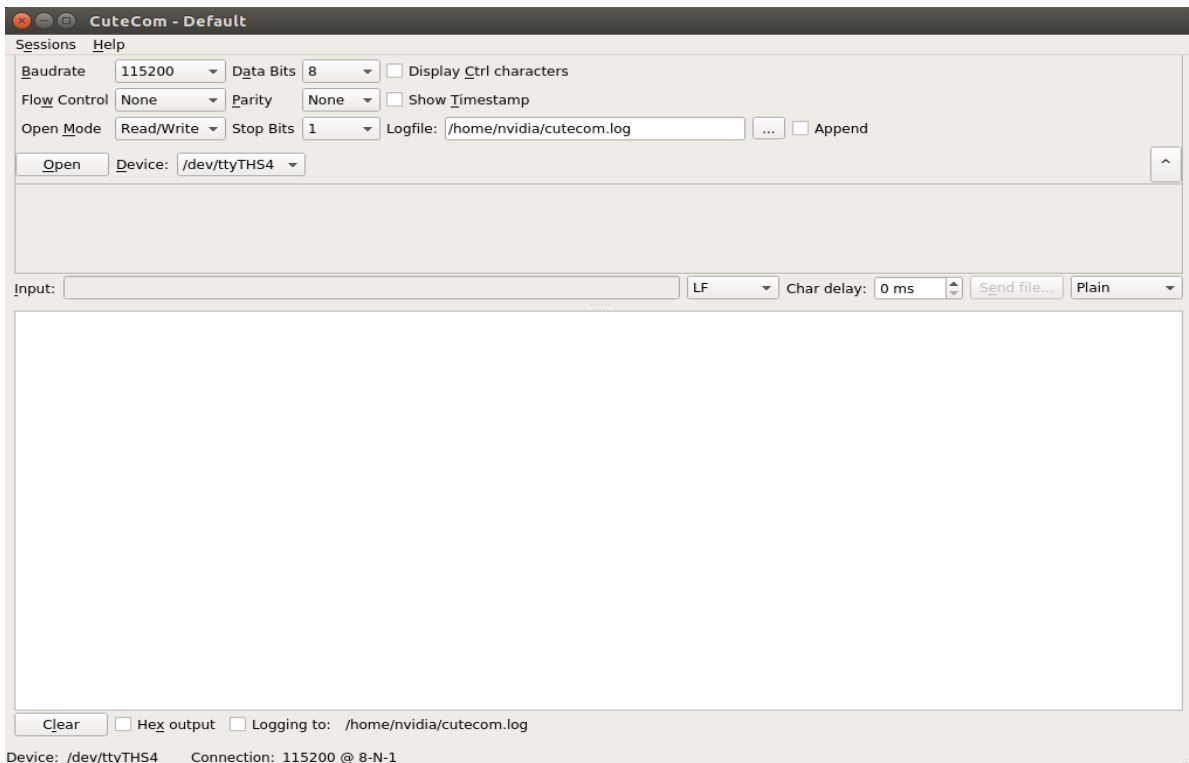 CuteCom - Default
Sessions Help
Baudrate 115200 Data Bits 8 Display Ctrl characters
Flow Control None Parity None Show Timestamp
Open Mode Read/Write Stop Bits 1 Logfile: /home/nvidia/cutecom.log ... Append
Open Device: /dev/ttyTHS4 ^
Input: LF Char delay: 0 ms Send file... Plain
Clear Hex output Logging to: /home/nvidia/cutecom.log
Device: /dev/ttyTHS4 Connection: 115200 @ 8-N-1